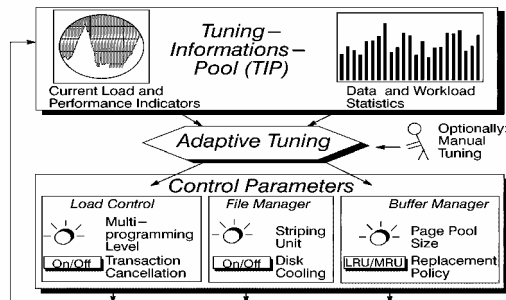 Tuning–
Informations–
Pool (TIP)
Current Load and
Performance Indicators
Data and Workload
Statistics
Adaptive Tuning
Optionally:
Manual
Tuning
Control Parameters
Load Control
Multi–
programming
Level
On/Off Transaction
Cancellation
File Manager
Striping
Unit
On/Off Disk
Cooling
Buffer Manager
Page Pool
Size
LRU/MRU Replacement
Policy